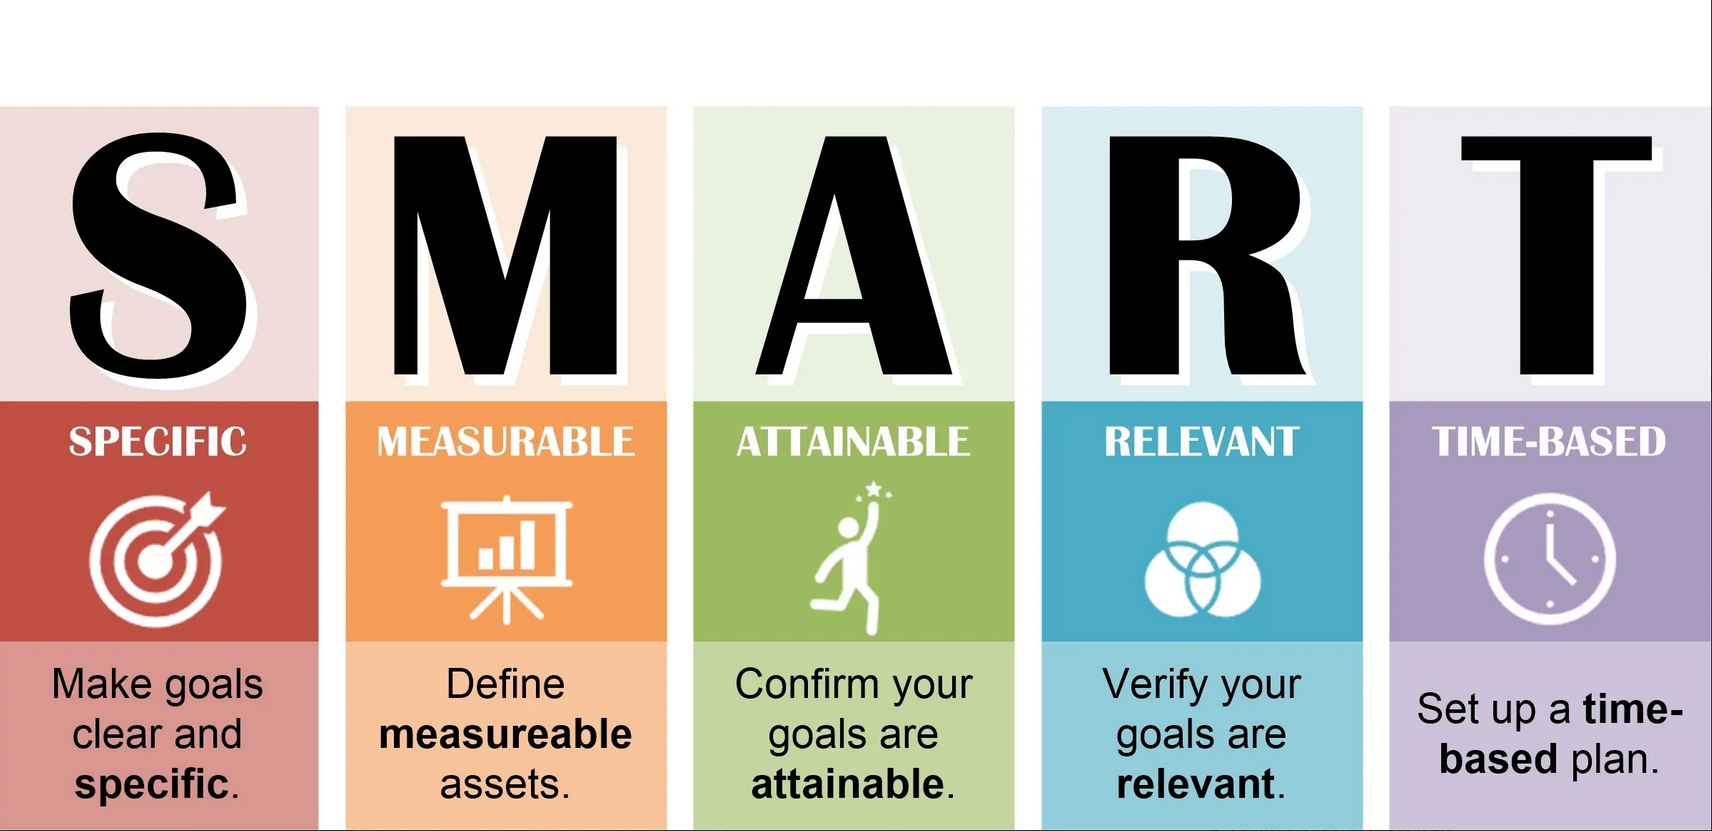 S
SPECIFIC
Make goals
clear and
specific.
M
MEASURABLE
Define
measureable
assets.
A
ATTAINABLE
Confirm your
goals are
attainable.
R
RELEVANT
Verify your
goals are
relevant.
T
TIME-BASED
Set up a time-
based plan.